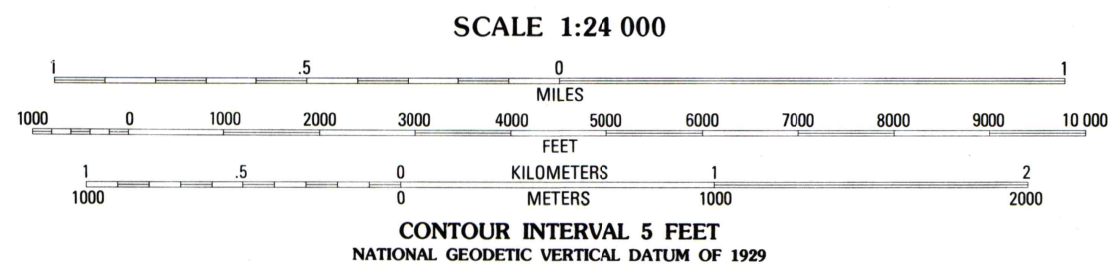 SCALE 1:24 000
1 .5 0 1
MILES
1000 0 1000 2000 3000 4000 5000 6000 7000 8000 9000 10 000
FEET
1 .5 0 KILOMETERS 1 2
1000 0 METERS 1000 2000
CONTOUR INTERVAL 5 FEET
NATIONAL GEODETIC VERTICAL DATUM OF 1929